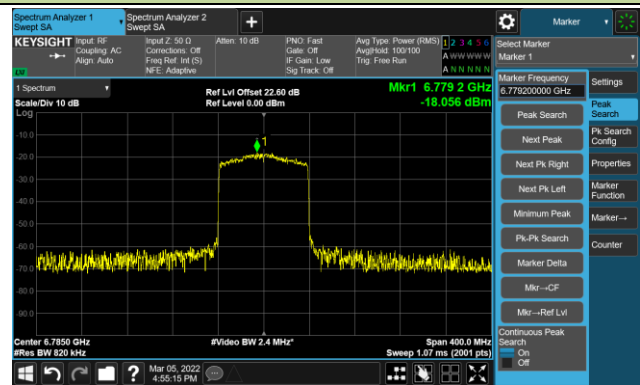 Spectrum Analyzer 1
Swept SA
Spectrum Analyzer 2
Swept SA
+
Marker
KEYSIGHT
LXI
Input: RF
Coupling: AC
Align: Auto
Input Z: 50 Ω
Corrections: Off
Freq Ref: Int (S)
NFE: Adaptive
Atten: 10 dB
PNO: Fast
Gate: Off
IF Gain: Low
Sig Track: Off
Avg Type: Power (RMS)
Avg|Hold: 100/100
Trig: Free Run
1 2 3 4 5 6
A W W W W W
A N N N N N
Select Marker
Marker 1
1 Spectrum
Scale/Div 10 dB
Log
Ref Lvl Offset 22.60 dB
Ref Level 0.00 dBm
Mkr1 6.779 2 GHz
-18.056 dBm
1
-10.0
-20.0
-30.0
-40.0
-50.0
-60.0
-70.0
-80.0
-90.0
Center 6.7850 GHz
#Res BW 820 kHz
#Video BW 2.4 MHz*
Span 400.0 MHz
Sweep 1.07 ms (2001 pts)
Marker Frequency
6.779200000 GHz
Peak Search
Next Peak
Next Pk Right
Next Pk Left
Minimum Peak
Pk-Pk Search
Marker Delta
Mkr→CF
Mkr→Ref Lvl
Continuous Peak
Search
On
Off
Settings
Peak
Search
Pk Search
Config
Properties
Marker
Function
Marker→
Counter
?
Mar 05, 2022
4:55:15 PM